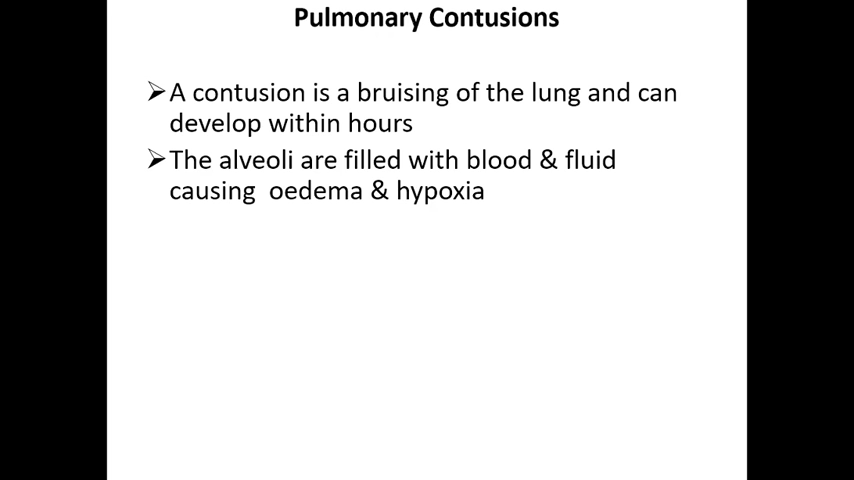 Pulmonary Contusions
➢A contusion is a bruising of the lung and can
develop within hours
➢The alveoli are filled with blood & fluid
causing  oedema & hypoxia